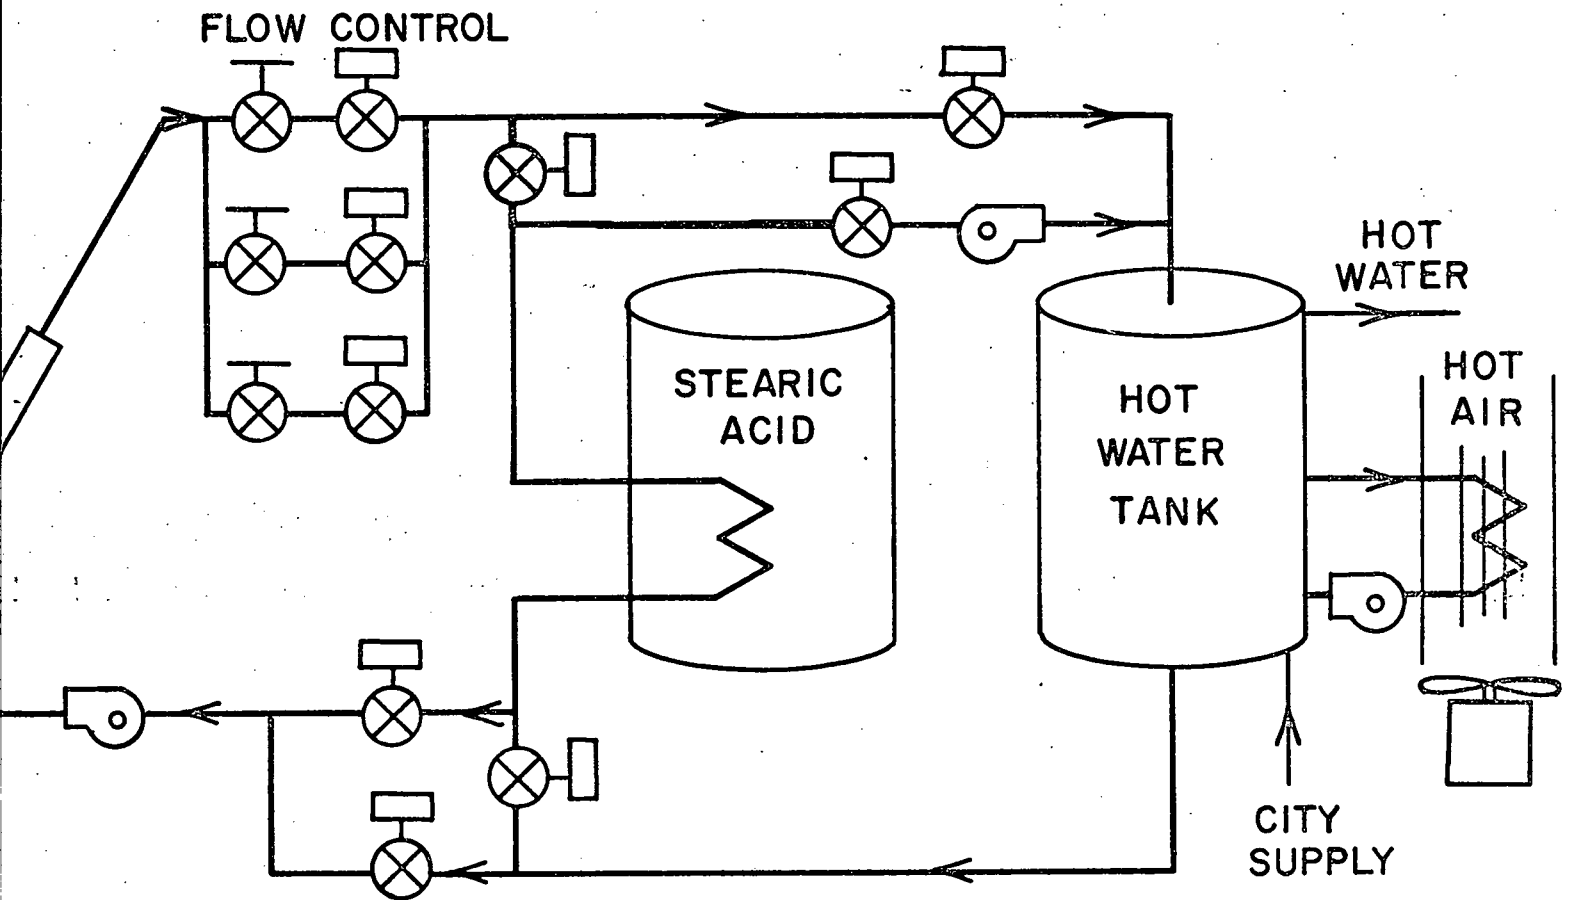 FLOW CONTROL
HOT
WATER
HOT
AIR
STEARIC
ACID
HOT
WATER
TANK
CITY
SUPPLY